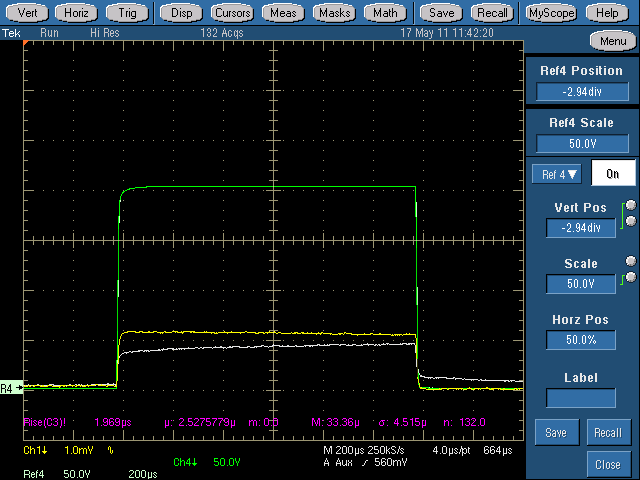 Vert Horiz Trig Disp Cursors Meas Masks Math Save Recall MyScope Help
Tek Run Hi Res 132 Acqs 17 May 11 11:42:20
Menu
Ref4 Position
-2.94div
Ref4 Scale
50.0V
Ref 4 On
Vert Pos
-2.94div
Scale
50.0V
Horz Pos
50.0%
Label
Save Recall
Close
R4
Rise(C3)! 1.969µs µ: 2.5275779µ m: 0.0 M: 33.36µ σ: 4.515µ n: 132.0
Ch1 1.0mV M 200µs 250kS/s 4.0µs/pt 664µs
Ch4 50.0V A Aux 560mV
Ref4 50.0V 200µs